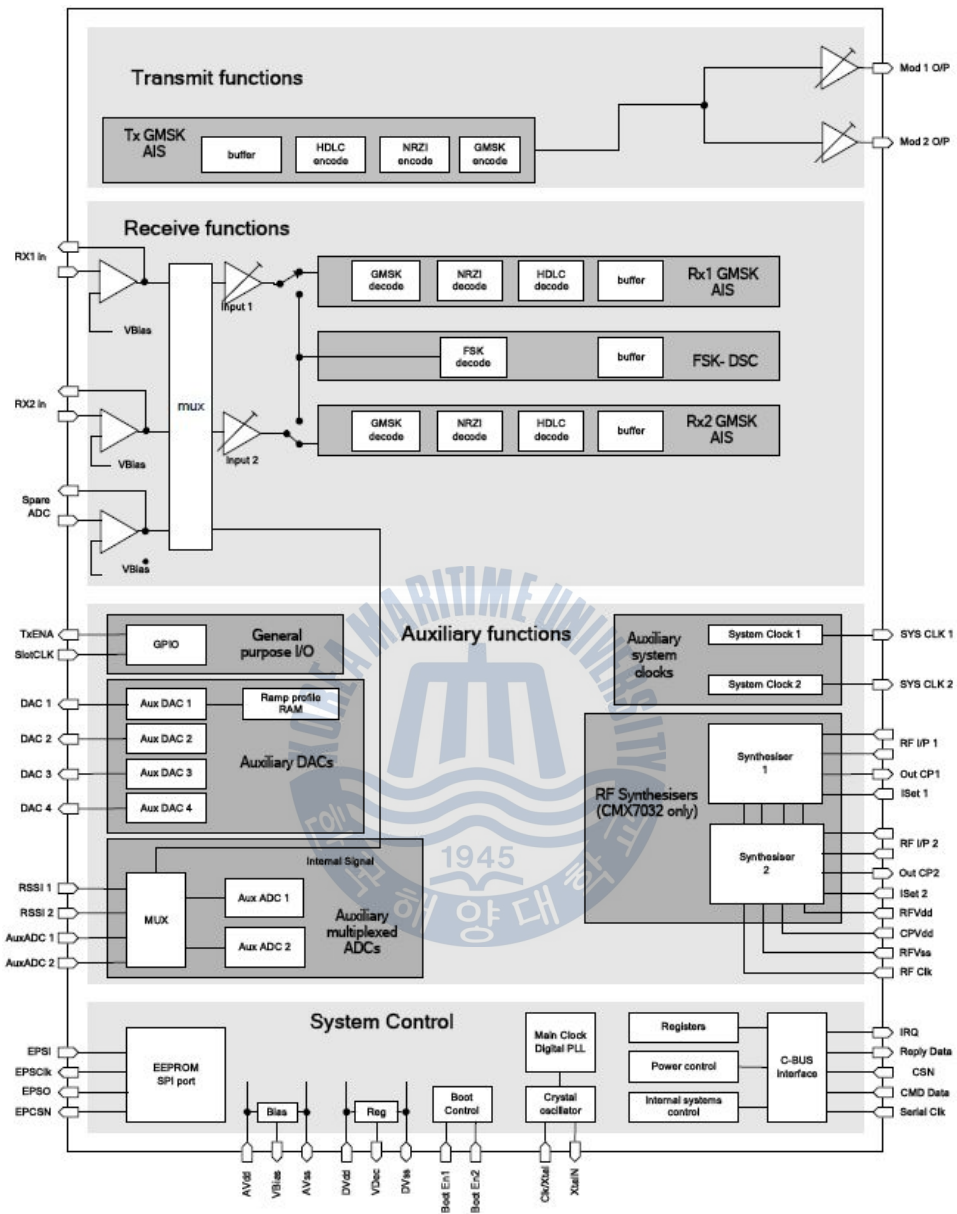 Transmit functions
Mod 1 O/P
Mod 2 O/P
Tx GMSK
AIS
buffer
HDLC
encode
NRZI
encode
GMSK
encode
Receive functions
RX1 in
VBias
Input 1
GMSK
decode
NRZI
decode
HDLC
decode
buffer
Rx1 GMSK
AIS
FSK
decode
buffer
FSK- DSC
mux
RX2 in
VBias
Input 2
GMSK
decode
NRZI
decode
HDLC
decode
buffer
Rx2 GMSK
AIS
Spare
ADC
VBias
Auxiliary functions
TxENA
SlotCLK
GPIO
General
purpose I/O
Auxiliary
system
clocks
System Clock 1
System Clock 2
SYS CLK 1
SYS CLK 2
DAC 1
DAC 2
DAC 3
DAC 4
Aux DAC 1
Aux DAC 2
Aux DAC 3
Aux DAC 4
Ramp profile
RAM
Auxiliary DACs
RF Synthesisers
(CMX7032 only)
Synthesiser
1
Synthesiser
2
RF I/P 1
Out CP1
ISet 1
RF I/P 2
Out CP2
ISet 2
RFVdd
CPVdd
RFVss
RF Clk
Internal Signal
RSSI 1
RSSI 2
AuxADC 1
AuxADC 2
MUX
Aux ADC 1
Aux ADC 2
Auxiliary
multiplexed
ADCs
KOREA MARITIME UNIVERSITY
1945
한국해양대학교
System Control
EPSI
EPSClk
EPSO
EPCSN
EEPROM
SPI port
Bias
Reg
Boot
Control
Main Clock
Digital PLL
Crystal
oscillator
Registers
Power control
Internal systems
control
C-BUS
Interface
IRQ
Reply Data
CSN
CMD Data
Serial Clk
AVdd
VBias
AVss
DVdd
VDec
DVss
Boot En1
Boot En2
Clk/Xtal
XtalN